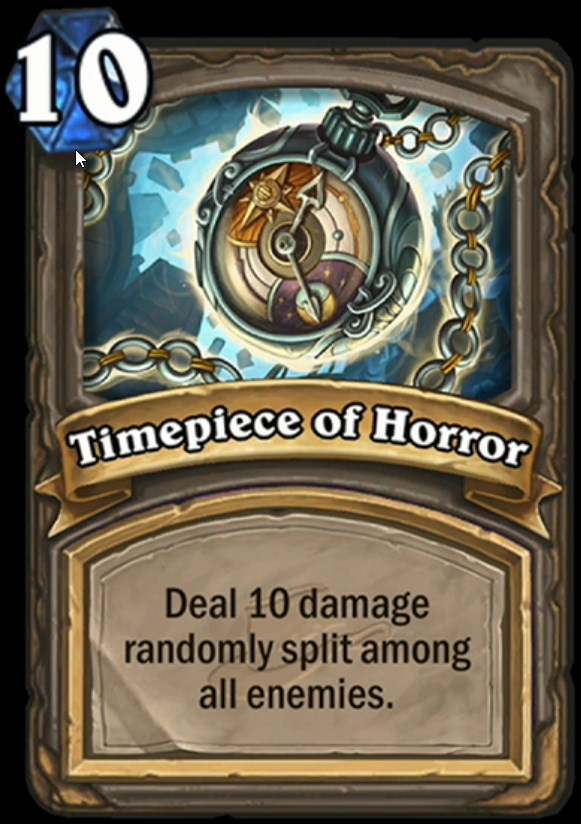 10
Timepiece of Horror
Deal 10 damage
randomly split among
all enemies.